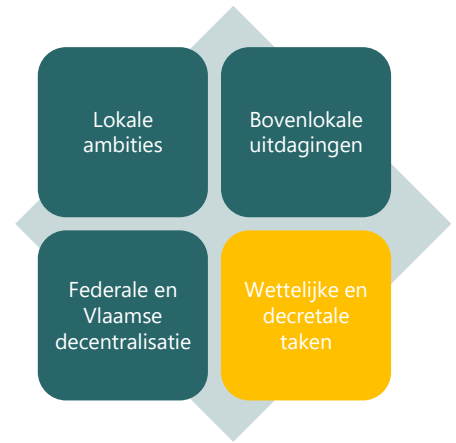 Lokale
ambities
Bovenlokale
uitdagingen
Federale en
Vlaamse
decentralisatie
Wettelijke en
decretale
taken